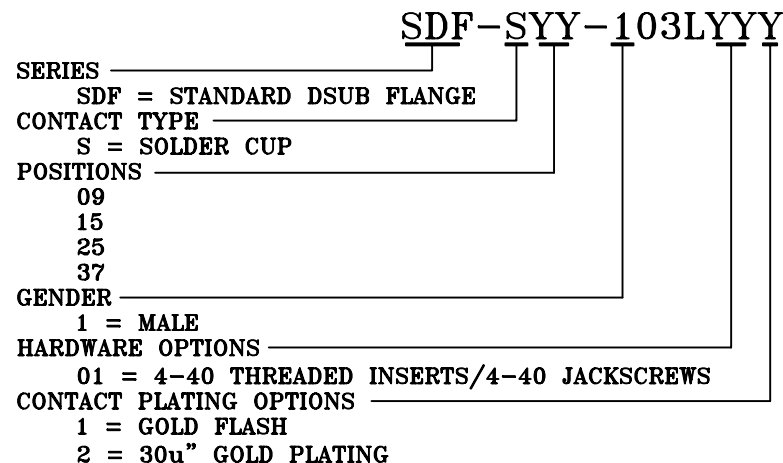 SDF-SYY-103LYYY
SERIES
SDF = STANDARD DSUB FLANGE
CONTACT TYPE
S = SOLDER CUP
POSITIONS
09
15
25
37
GENDER
1 = MALE
HARDWARE OPTIONS
01 = 4-40 THREADED INSERTS/4-40 JACKSCREWS
CONTACT PLATING OPTIONS
1 = GOLD FLASH
2 = 30u" GOLD PLATING